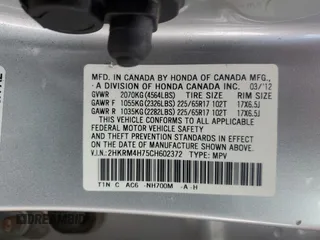 MFD. IN CANADA BY HONDA OF CANADA MFG.,
A DIVISION OF HONDA CANADA INC. 03/'12
GVWR 2070KG (4564LBS) TIRE SIZE RIM SIZE
GAWR F 1055KG (2326LBS) 225/65R17 102T 17X6.5J
GAWR R 1035KG (2282LBS) 225/65R17 102T 17X6.5J
THIS VEHICLE CONFORMS TO ALL APPLICABLE FEDERAL
MOTOR VEHICLE SAFETY, BUMPER AND THEFT PREVENTION
STANDARDS IN EFFECT ON THE DATE OF MANUFACTURE
SHOWN ABOVE.
V.I.N.: 2HKRM4H75CH602372 TYPE: MPV
T1N C AC6 -NH700M -A-H
DREAMBID